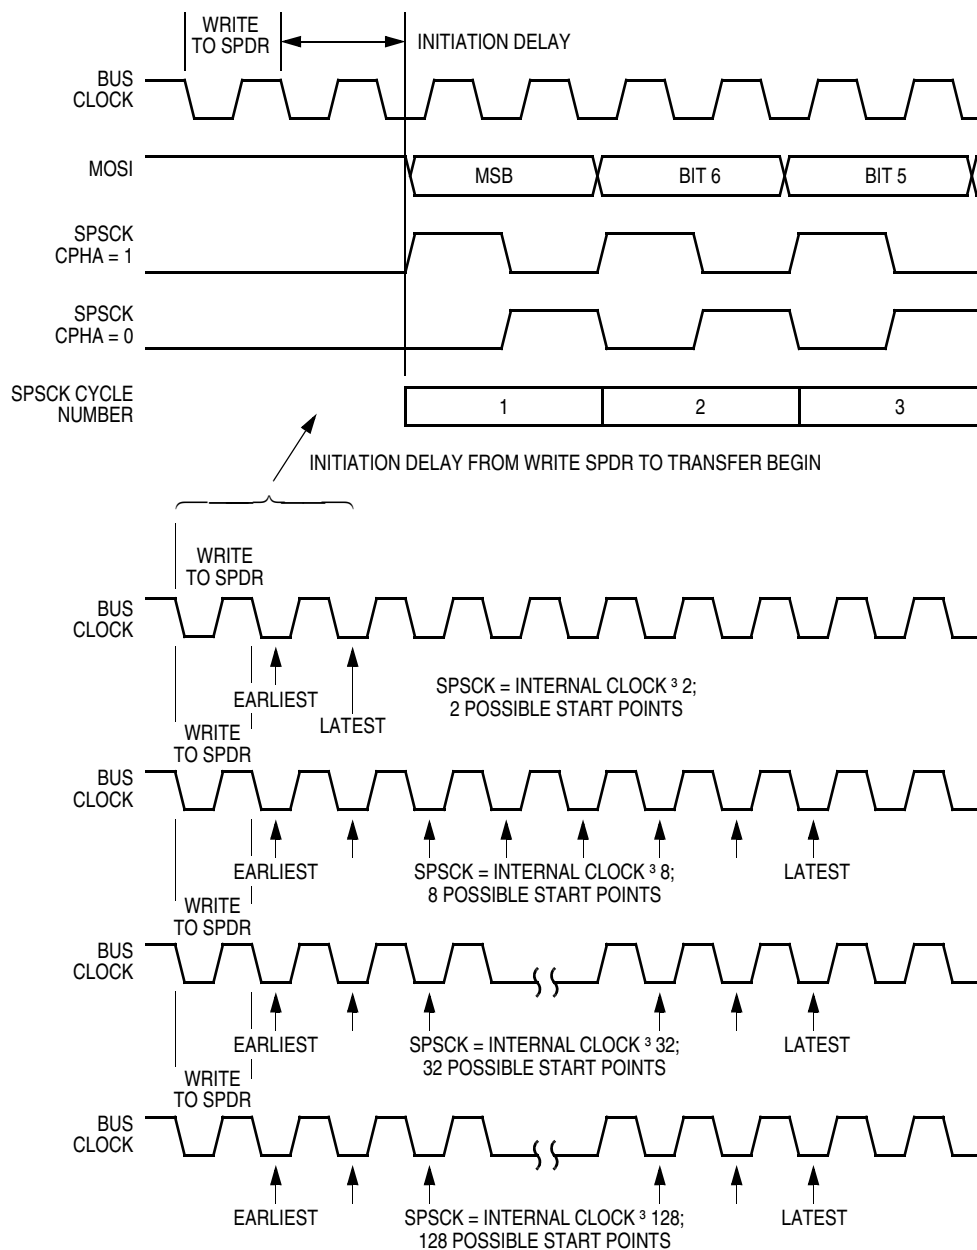 WRITE
TO SPDR
INITIATION DELAY
BUS
CLOCK
MOSI
MSB
BIT 6
BIT 5
SPSCK
CPHA = 1
SPSCK
CPHA = 0
SPSCK CYCLE
NUMBER
1
2
3
INITIATION DELAY FROM WRITE SPDR TO TRANSFER BEGIN
WRITE
TO SPDR
BUS
CLOCK
EARLIEST
LATEST
SPSCK = INTERNAL CLOCK ³ 2;
2 POSSIBLE START POINTS
WRITE
TO SPDR
BUS
CLOCK
EARLIEST
SPSCK = INTERNAL CLOCK ³ 8;
8 POSSIBLE START POINTS
LATEST
WRITE
TO SPDR
BUS
CLOCK
EARLIEST
SPSCK = INTERNAL CLOCK ³ 32;
32 POSSIBLE START POINTS
LATEST
WRITE
TO SPDR
BUS
CLOCK
EARLIEST
SPSCK = INTERNAL CLOCK ³ 128;
128 POSSIBLE START POINTS
LATEST